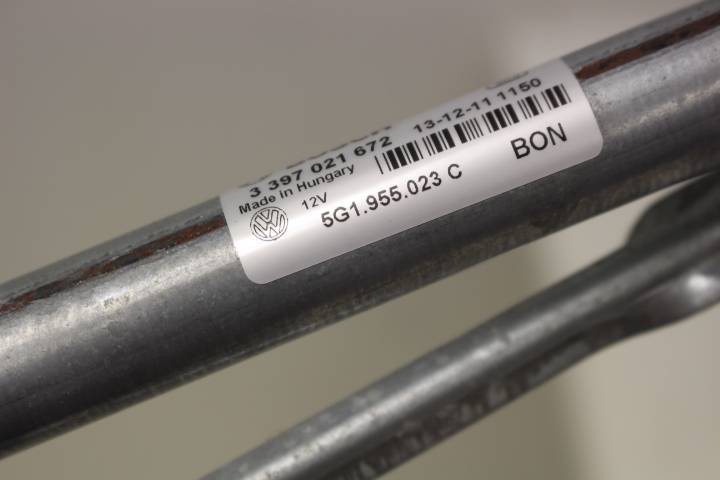 3 397 021 672 13-12-11 1150
Made in Hungary
12V
5G1.955.023 C
BON